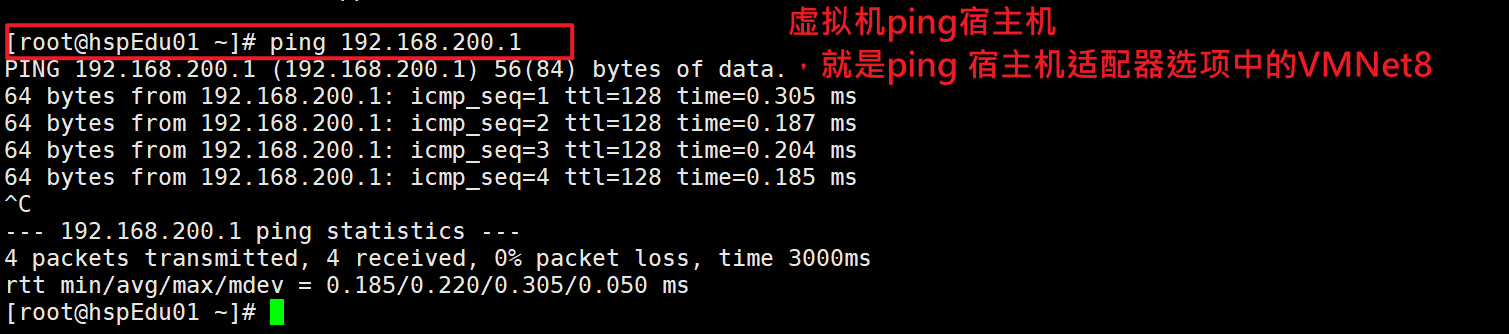 [root@hspEdu01 ~]# ping 192.168.200.1
虚拟机ping宿主机
PING 192.168.200.1 (192.168.200.1) 56(84) bytes of data.
，就是ping 宿主机适配器选项中的VMNet8
64 bytes from 192.168.200.1: icmp_seq=1 ttl=128 time=0.305 ms
64 bytes from 192.168.200.1: icmp_seq=2 ttl=128 time=0.187 ms
64 bytes from 192.168.200.1: icmp_seq=3 ttl=128 time=0.204 ms
64 bytes from 192.168.200.1: icmp_seq=4 ttl=128 time=0.185 ms
^C
--- 192.168.200.1 ping statistics ---
4 packets transmitted, 4 received, 0% packet loss, time 3000ms
rtt min/avg/max/mdev = 0.185/0.220/0.305/0.050 ms
[root@hspEdu01 ~]#